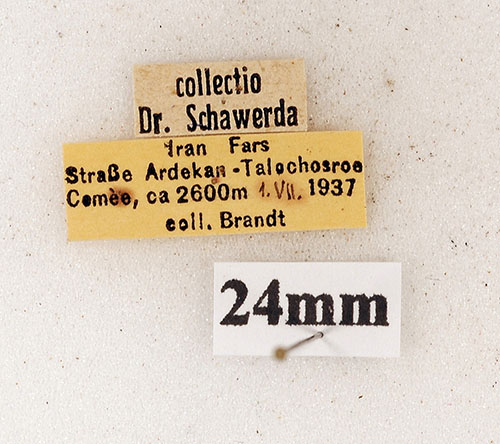 collectio
Dr. Schawerda
Iran Fars
Straße Ardekan-Talochosroe
Comèe, ca 2600m 1.VII. 1937
coll. Brandt
24mm